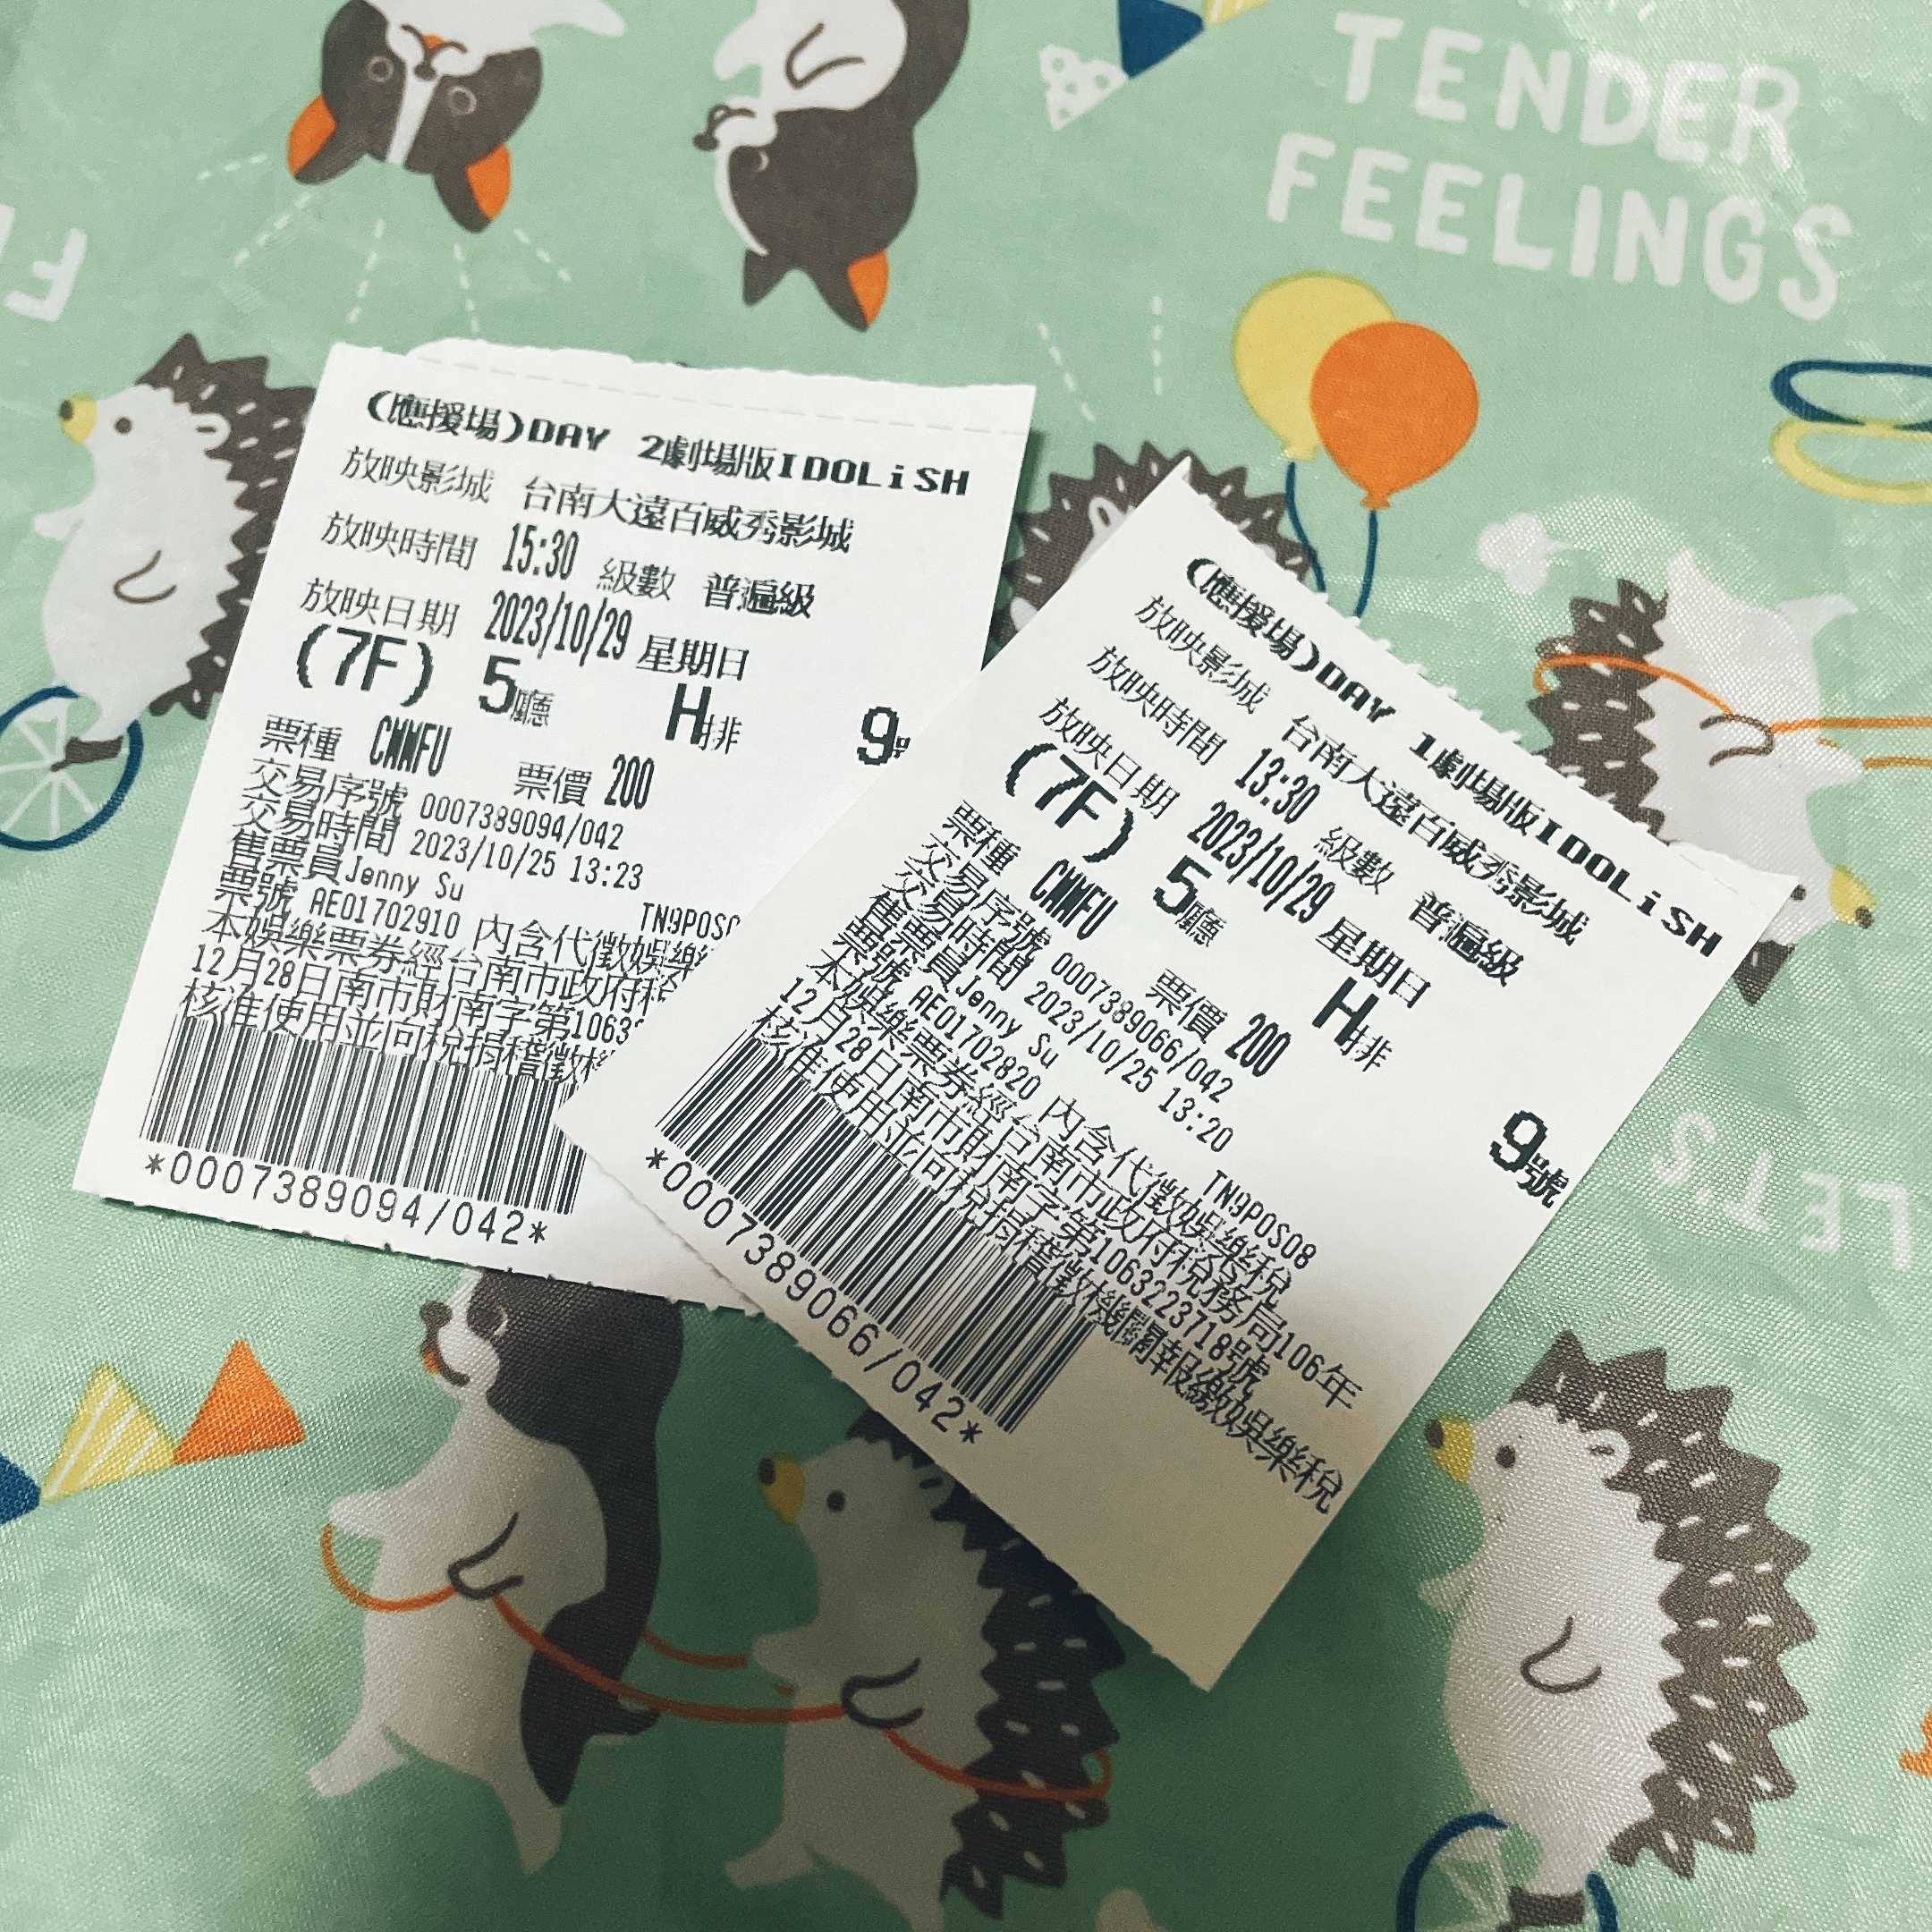 TENDER
FEELINGS
F
(應援場)DAY 2劇場版IDOLiSH
放映影城 台南大遠百威秀影城
放映時間 15:30 級數 普遍級
放映日期 2023/10/29 星期日
(7F) 5廳 H排 9號
票種 CMMFU 票價 200
交易序號 0007389094/042
交易時間 2023/10/25 13:23
售票員Jenny Su
票號 AE01702910 內含代徵娛樂
本娛樂票券經台南市政府稅
12月28日南市財南字第10632
核准使用並向稅捐稽徵機
*0007389094/042*
(應援場)DAY 1劇場版IDOLiSH
放映影城 台南大遠百威秀影城
放映時間 13:30 級數 普遍級
放映日期 2023/10/29 星期日
(7F) 5廳 H排 9號
票種 CMMFU 票價 200
交易序號 0007389066/042
交易時間 2023/10/25 13:20
售票員Jenny Su TN9POS08
票號 AE01702820 內含代徵娛樂稅
本娛樂票券經台南市政府稅務局106年
12月28日南市財南字第1063223718號
核准使用並向稅捐稽徵機關報繳娛樂稅
*0007389066/042*
LET'S